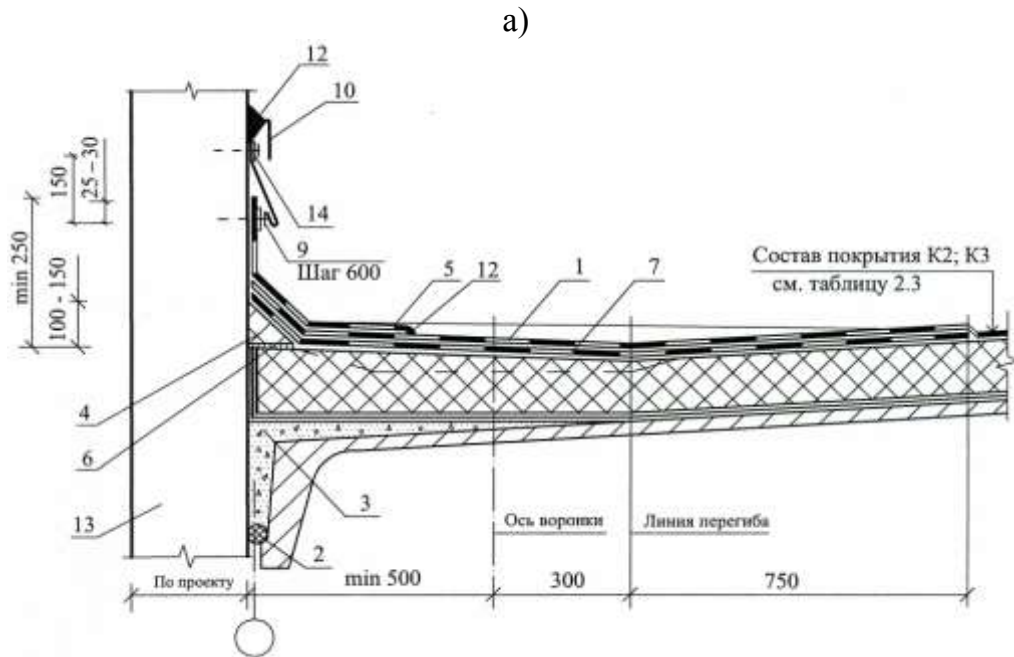 а)
12
10
150
25 – 30
min 250
100 - 150
14
9
Шаг 600
5
12
1
7
Состав покрытия К2; К3
см. таблицу 2.3
4
6
13
3
2
Ось воронки
Линия перегиба
По проекту
min 500
300
750